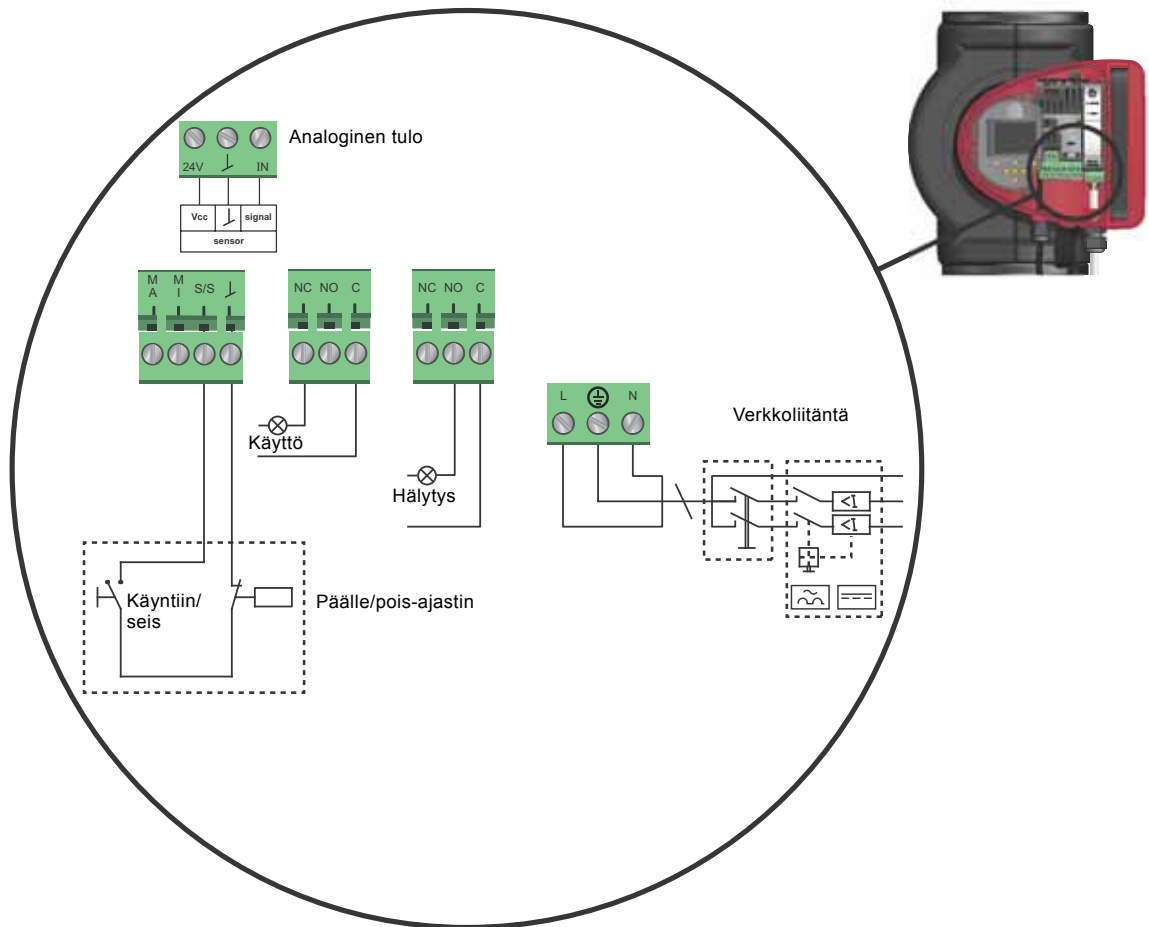 Analoginen tulo
24V IN
Vcc signal
sensor
M A M I S/S
NC NO C
NC NO C
L N
Verkkoliitäntä
Käyttö
Hälytys
<I
<I
Käyntiin/
seis
Päälle/pois-ajastin